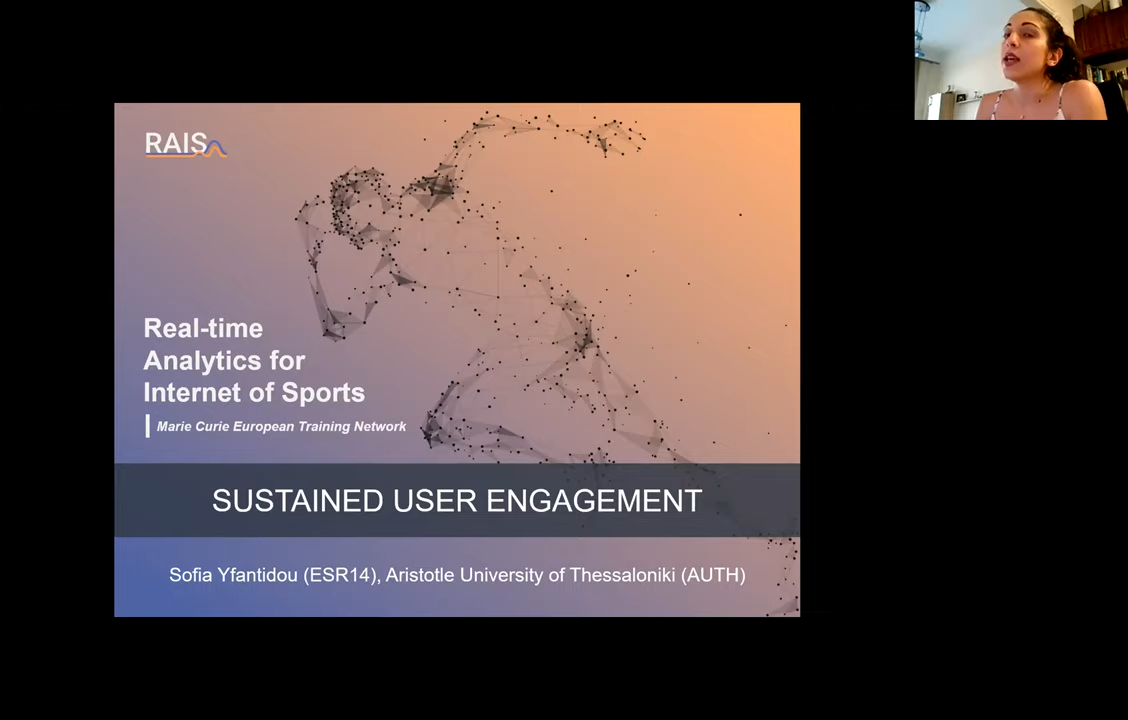 RAIS
Real-time
Analytics for
Internet of Sports
Marie Curie European Training Network
SUSTAINED USER ENGAGEMENT
Sofia Yfantidou (ESR14), Aristotle University of Thessaloniki (AUTH)